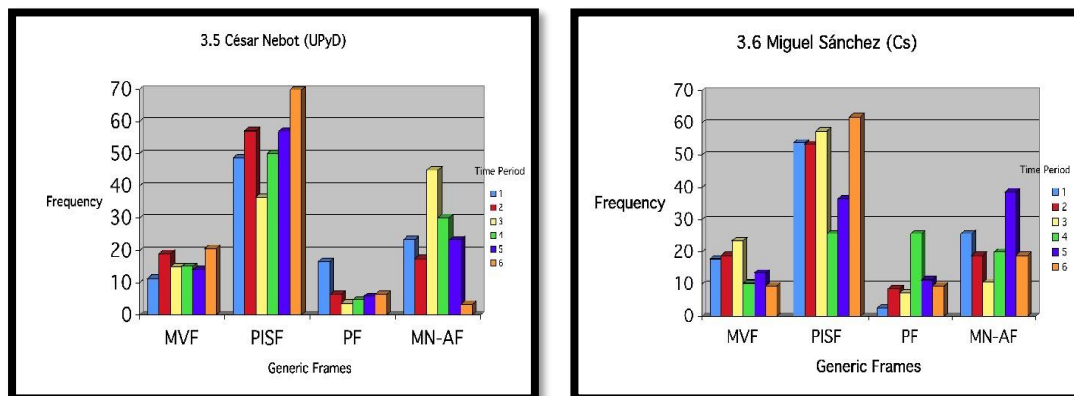 3.5 César Nebot (UPyD)
70
60
50
40
30
20
10
0
Frequency
MVF
PISF
PF
MN-AF
Generic Frames
Time Period
1
2
3
4
5
6
3.6 Miguel Sánchez (Cs)
70
60
50
40
30
20
10
0
Frequency
MVF
PISF
PF
MN-AF
Generic Frames
Time Period
1
2
3
4
5
6